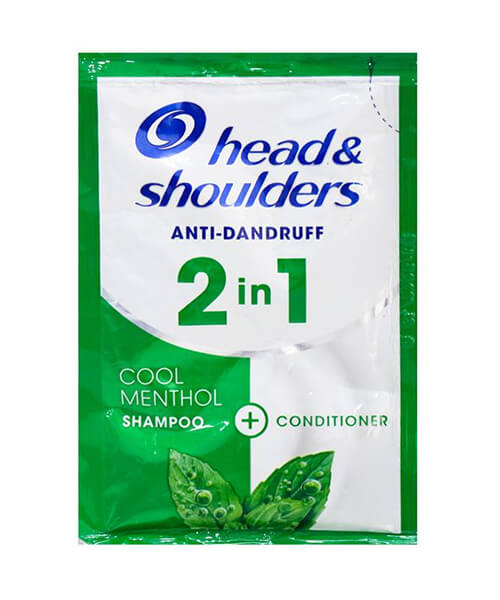 head &
shoulders
ANTI-DANDRUFF
2 in 1
COOL
MENTHOL
SHAMPOO + CONDITIONER